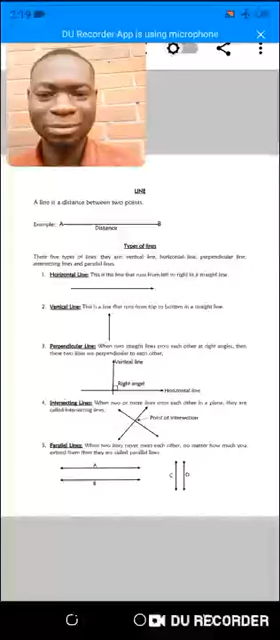 2:19
DU Recorder App is using microphone
LINE
A line is a distance between two points.
Example: A B
Distance
Types of lines
There five types of lines they are vertical line, horizontal line, perpendicular line,
intersecting lines and parallel lines.
1. Horizontal Line: This is the line that runs from left to right in a straight line.
2. Vertical Line: This is a line that runs from top to bottom in a straight line.
3. Perpendicular Line: When two straight lines each other at right angles, then
these two lines are perpendicular to each other.
Vertical line
Right angel
Horizontal line
4. Intersecting Lines: When two or more lines each other in a plane, they are
called intersecting lines.
Point of intersection
5. Parallel Lines: When two lines never meet each other, no matter how much you
extend them then they are called parallel lines.
A
B
C D
DU RECORDER